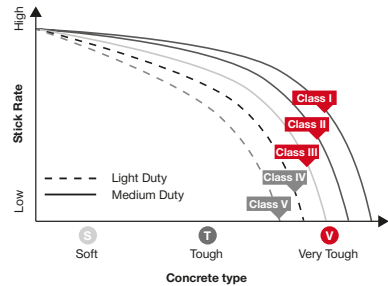 High
Stick Rate
Low
Class I
Class II
Class III
Class IV
Class V
Light Duty
Medium Duty
S
T
V
Soft
Tough
Very Tough
Concrete type